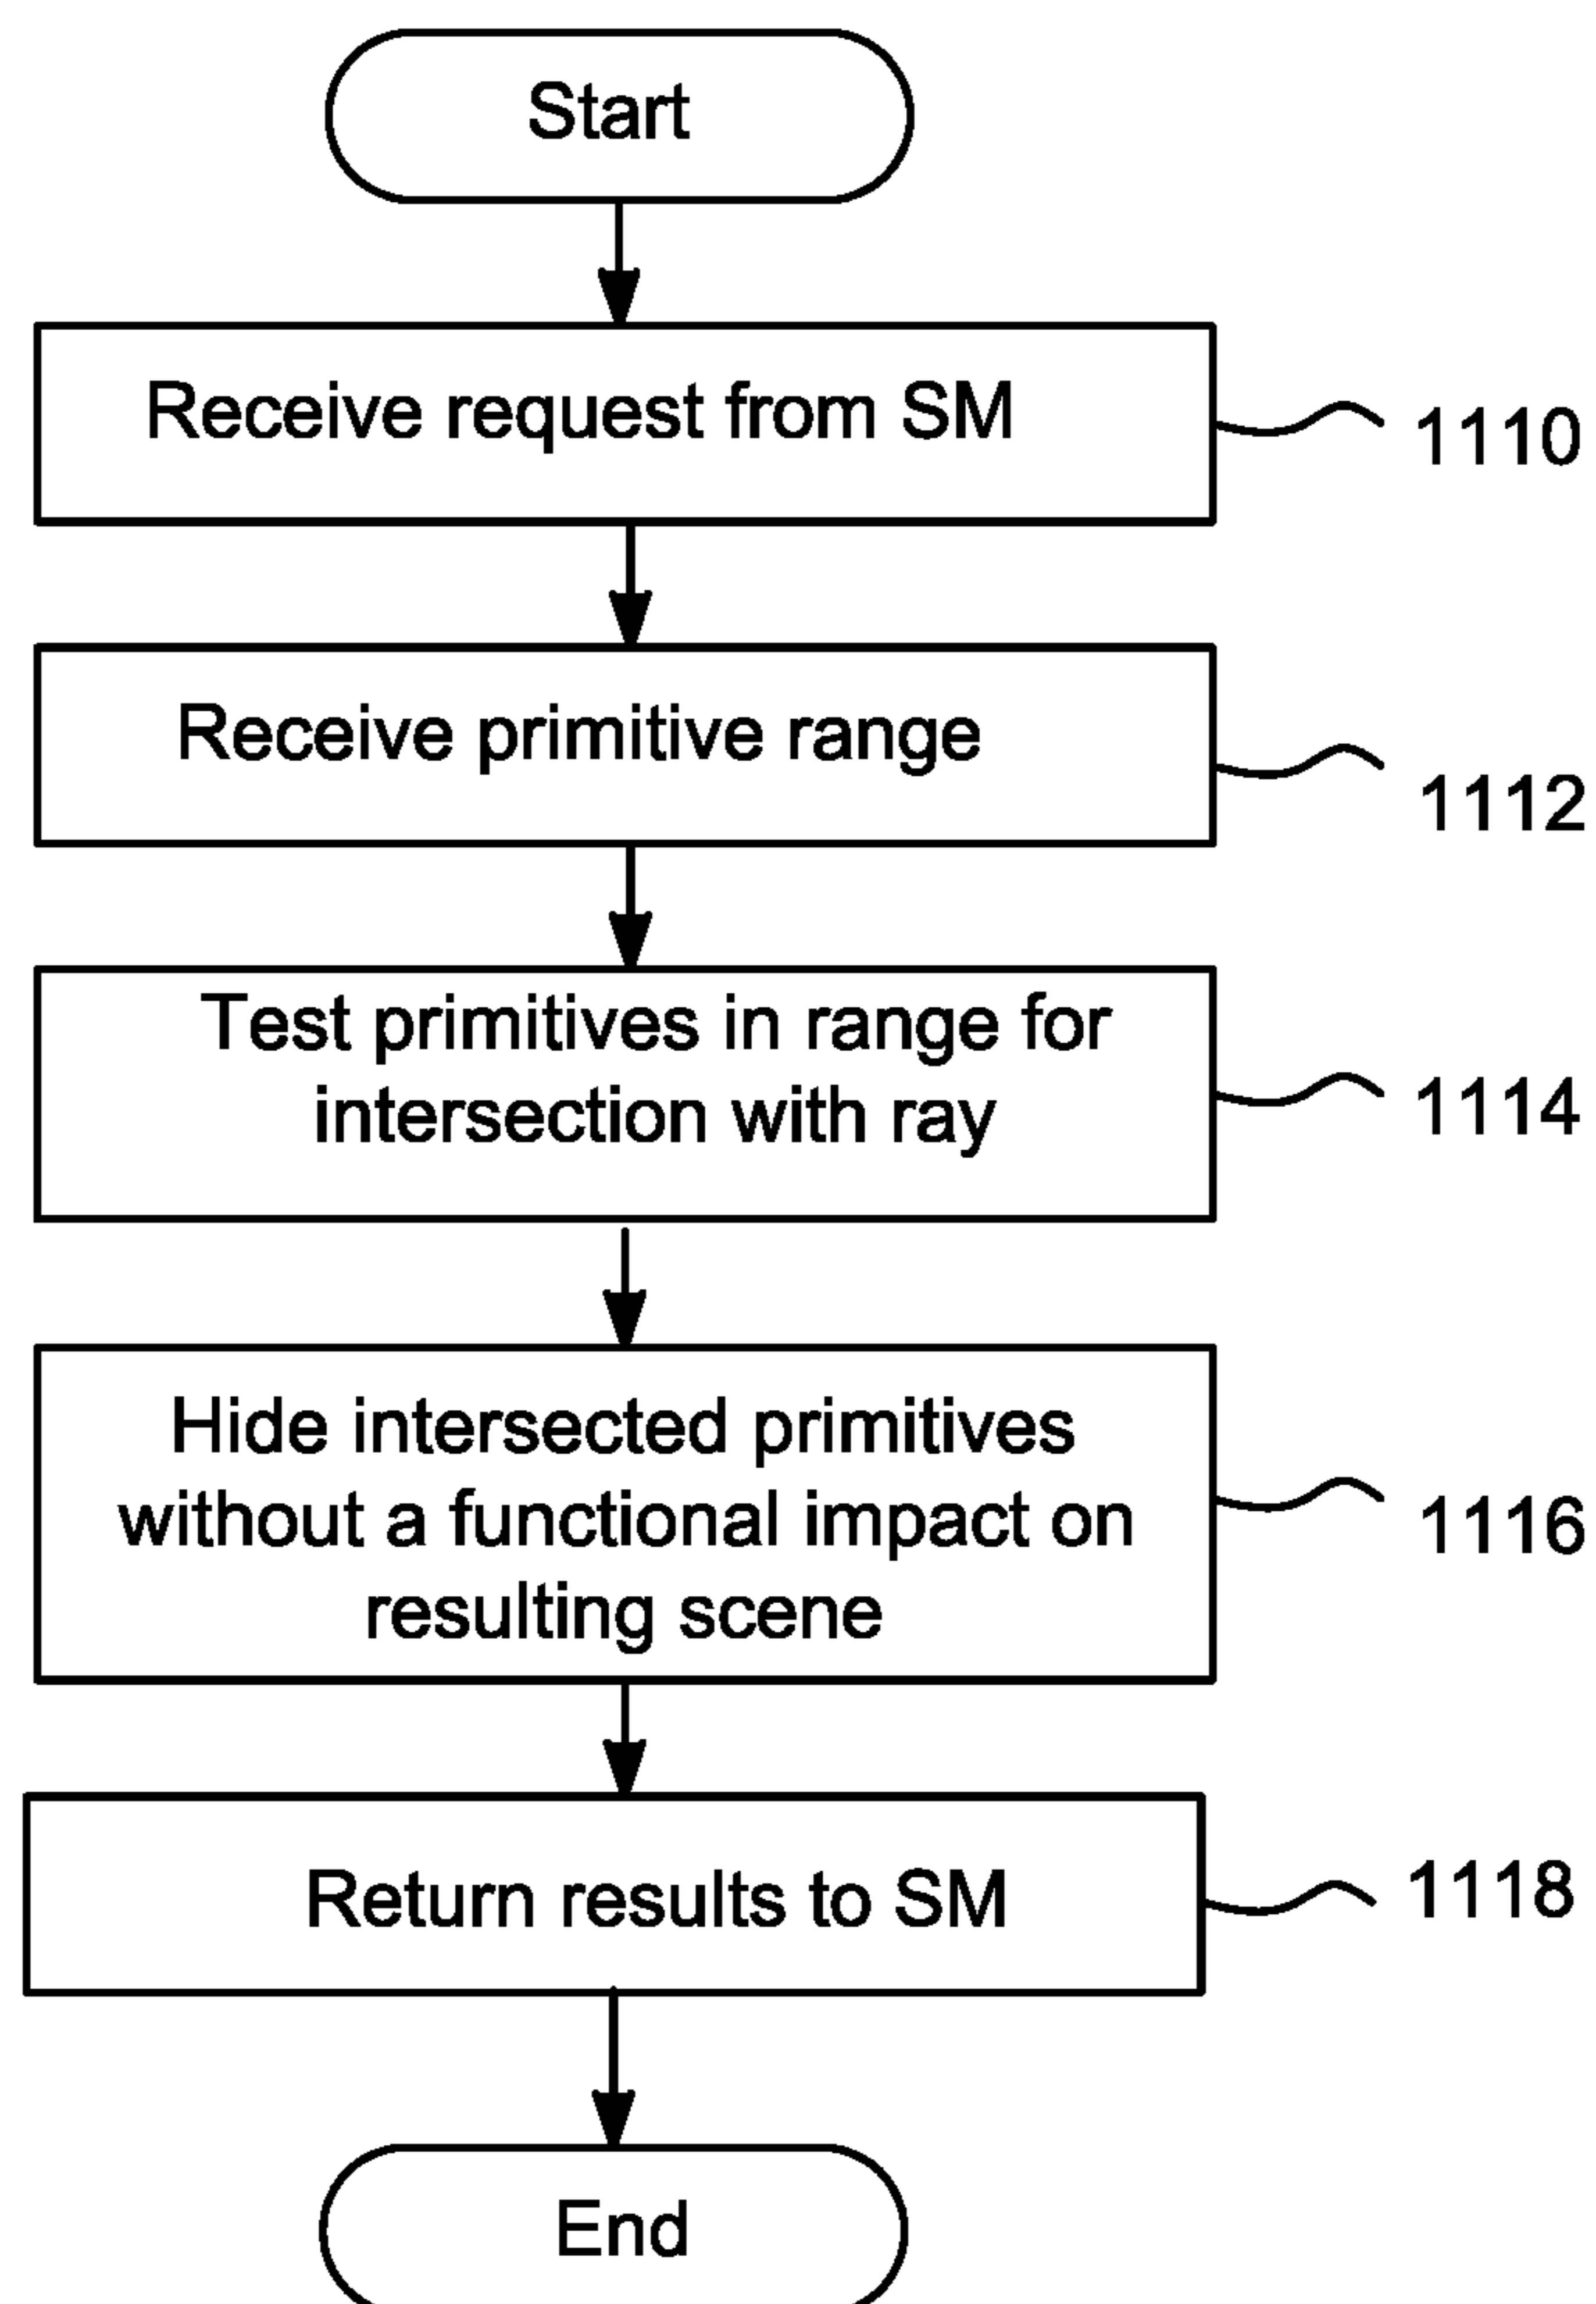 Start
Receive request from SM
1110
Receive primitive range
1112
Test primitives in range for
intersection with ray
1114
Hide intersected primitives
without a functional impact on
resulting scene
1116
Return results to SM
1118
End